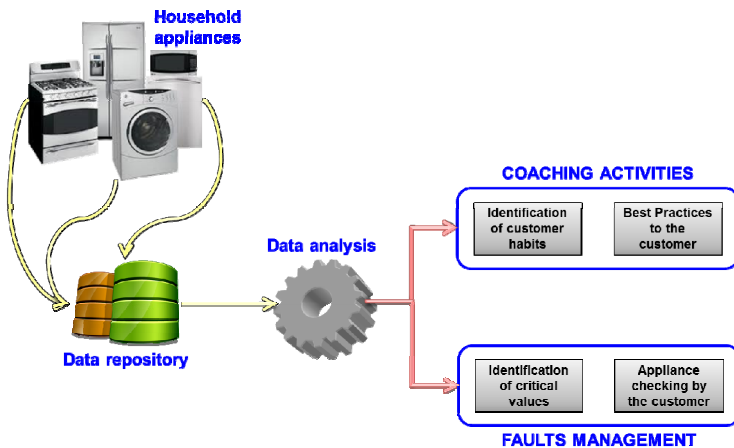 Household
appliances
COACHING ACTIVITIES
Identification
of customer
habits
Best Practices
to the
customer
Data analysis
Data repository
Identification
of critical
values
Appliance
checking by
the customer
FAULTS MANAGEMENT